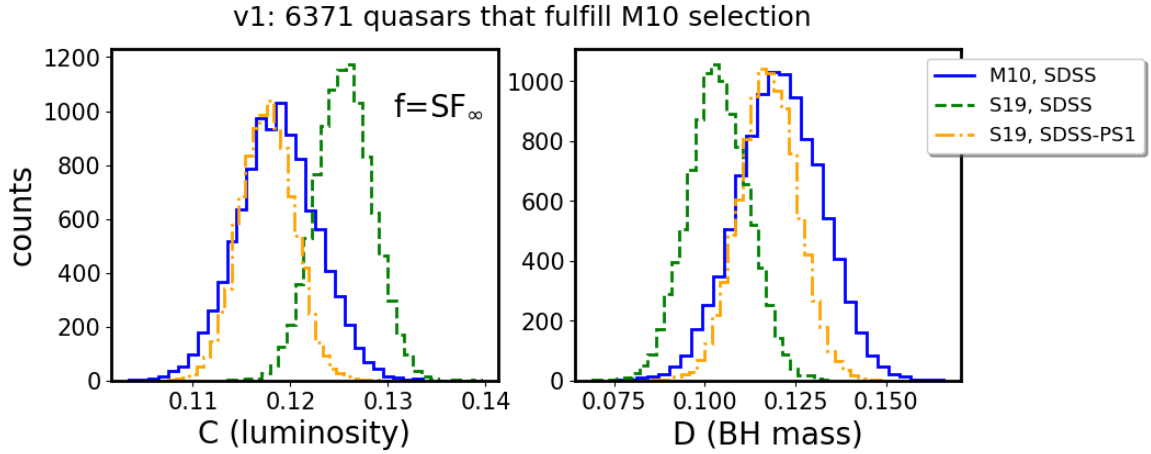 v1: 6371 quasars that fulfill M10 selection
1200
1000
800
600
400
200
0
counts
f=SF∞
0.11 0.12 0.13 0.14
C (luminosity)
1000
800
600
400
200
0
0.075 0.100 0.125 0.150
D (BH mass)
M10, SDSS
S19, SDSS
S19, SDSS-PS1